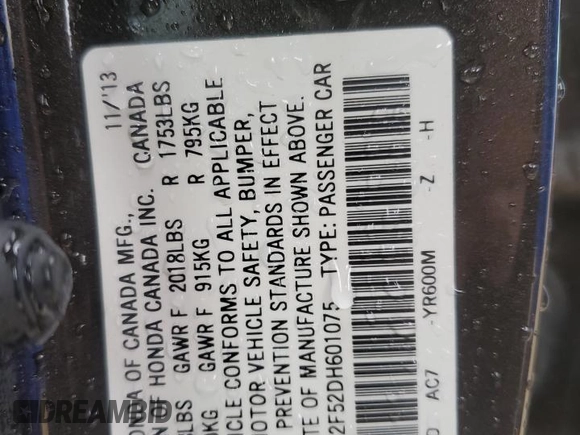 OF CANADA MFG., 11/'13
HONDA CANADA INC. CANADA
LBS GAWR F 2018LBS R 1753LBS
KG GAWR F 915KG R 795KG
CONFORMS TO ALL APPLICABLE
MOTOR VEHICLE SAFETY, BUMPER,
PREVENTION STANDARDS IN EFFECT
OF MANUFACTURE SHOWN ABOVE.
2F52DH601075 TYPE: PASSENGER CAR
AC7 -YR600M -Z -H
DREAMBID